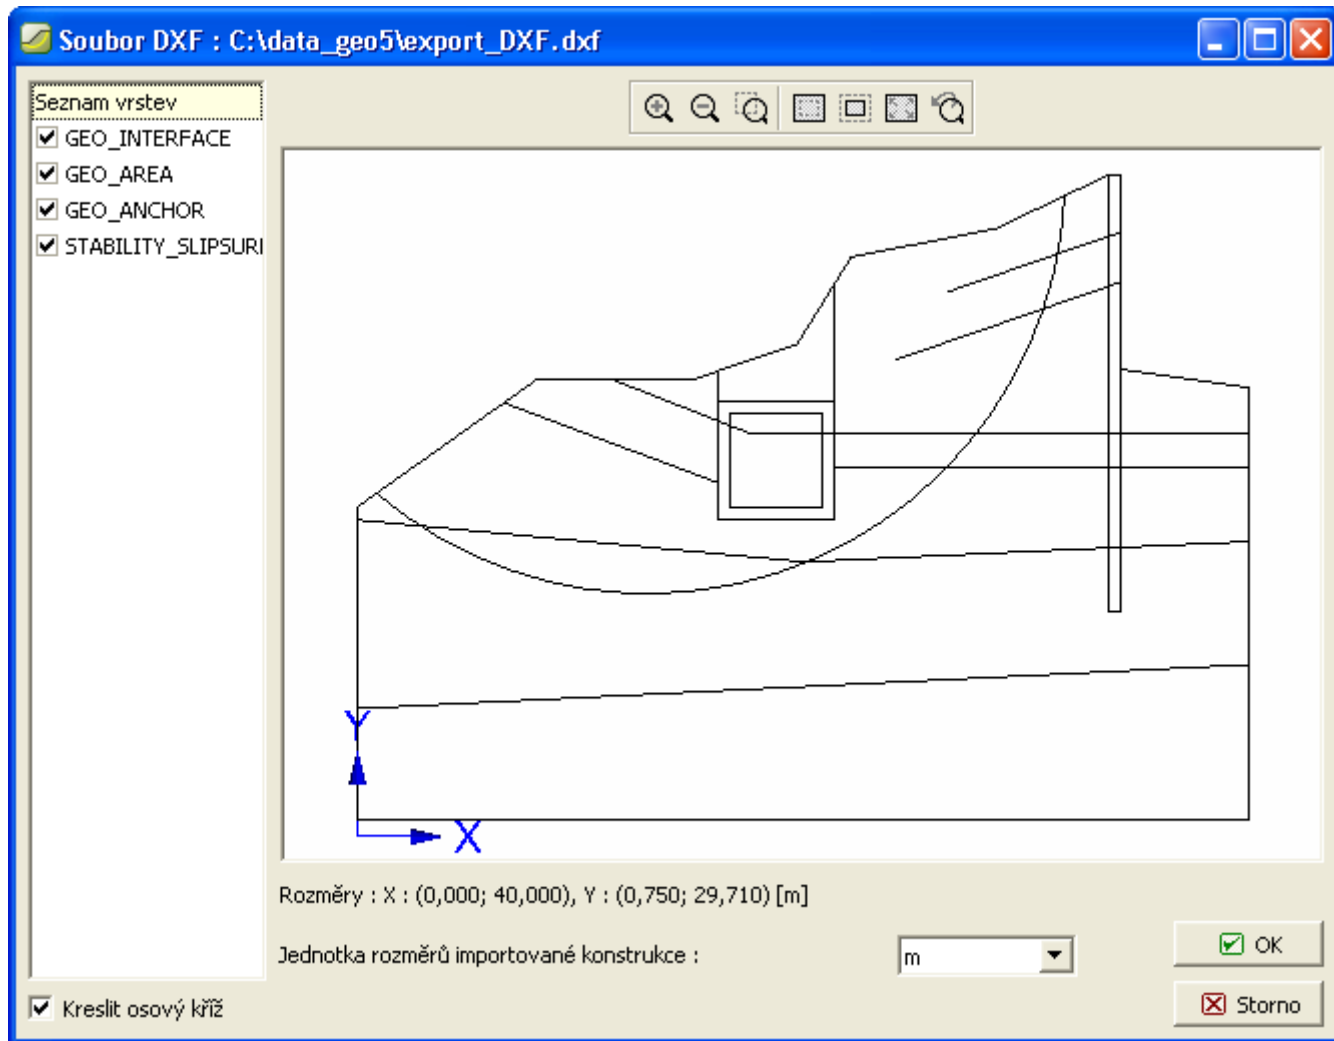 Soubor DXF : C:\data_geo5\export_DXF.dxf
Seznam vrstev
GEO_INTERFACE
GEO_AREA
GEO_ANCHOR
STABILITY_SLIPSURI
Y
X
Rozměry : X : (0,000; 40,000), Y : (0,750; 29,710) [m]
Jednotka rozměrů importované konstrukce :
m
OK
Kreslit osový kříž
Storno